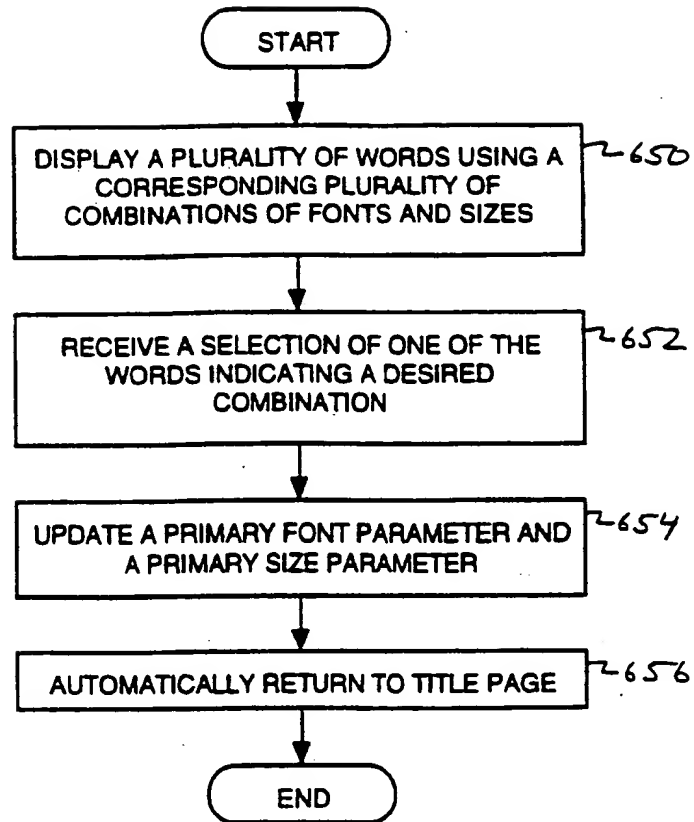 START
DISPLAY A PLURALITY OF WORDS USING A
CORRESPONDING PLURALITY OF
COMBINATIONS OF FONTS AND SIZES
650
RECEIVE A SELECTION OF ONE OF THE
WORDS INDICATING A DESIRED
COMBINATION
652
UPDATE A PRIMARY FONT PARAMETER AND
A PRIMARY SIZE PARAMETER
654
AUTOMATICALLY RETURN TO TITLE PAGE
656
END